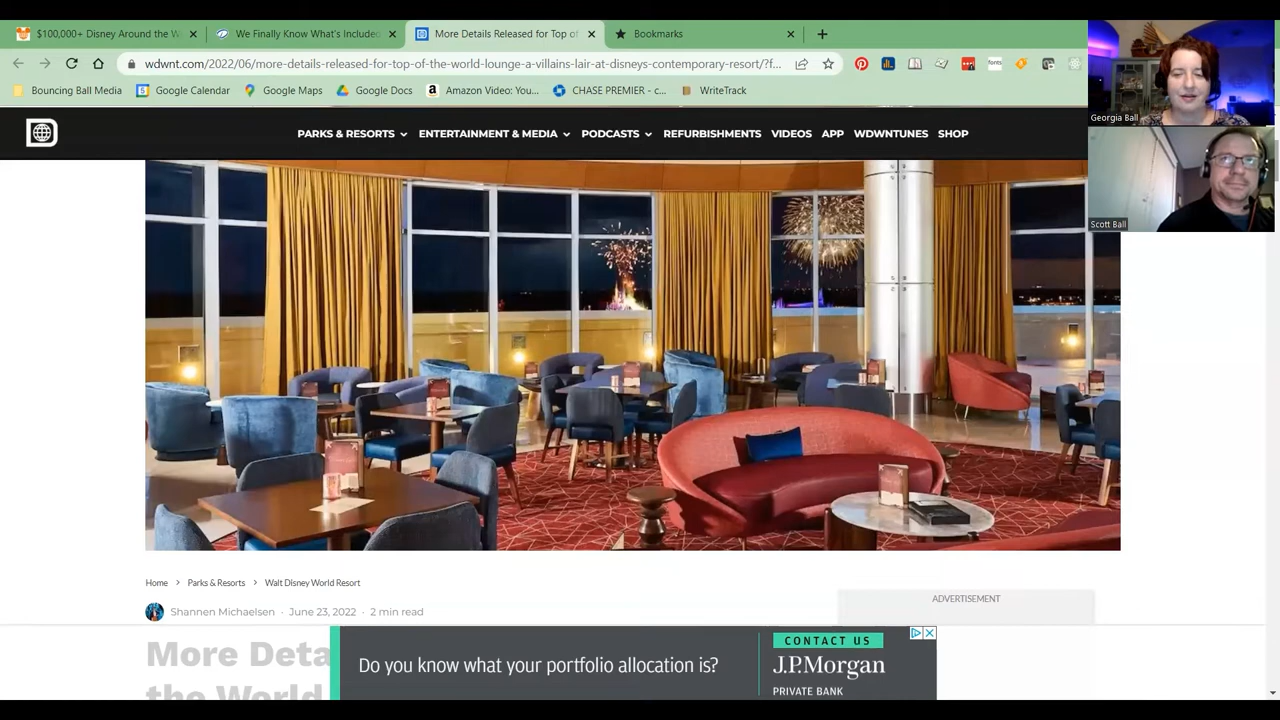 $100,000+ Disney Around the W
We Finally Know What's Included
More Details Released for Top of
Bookmarks
wdwnt.com/2022/06/more-details-released-for-top-of-the-world-lounge-a-villains-lair-at-disneys-contemporary-resort/?f...
Bouncing Ball Media
Google Calendar
Google Maps
Google Docs
Amazon Video: You...
CHASE PREMIER - c...
WriteTrack
PARKS & RESORTS
ENTERTAINMENT & MEDIA
PODCASTS
REFURBISHMENTS
VIDEOS
APP
WDWNTUNES
SHOP
Georgia Ball
Scott Ball
Home > Parks & Resorts > Walt Disney World Resort
Shannen Michaelsen · June 23, 2022 · 2 min read
ADVERTISEMENT
More Deta
the World
Do you know what your portfolio allocation is?
CONTACT US
J.P.Morgan
PRIVATE BANK